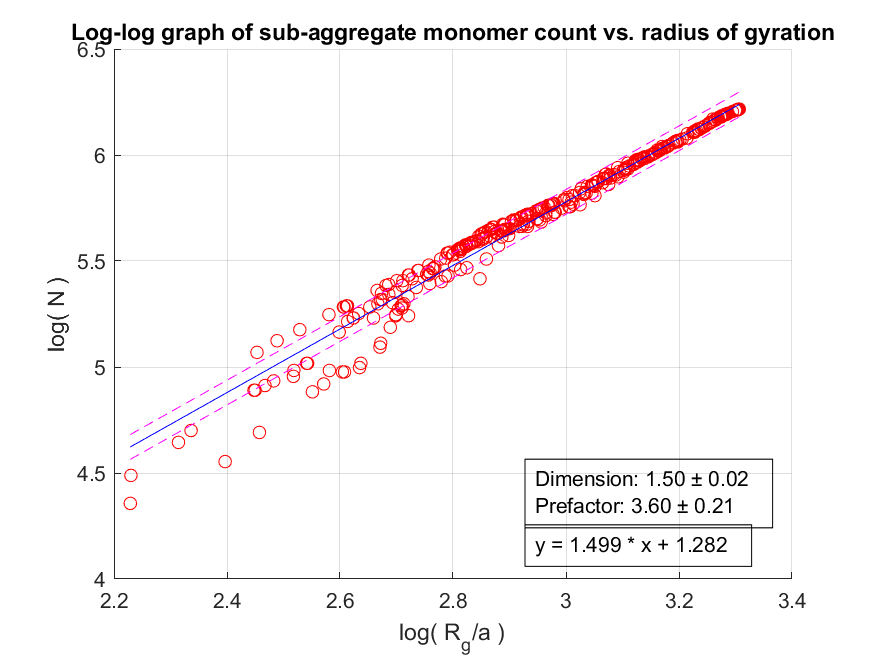 Log-log graph of sub-aggregate monomer count vs. radius of gyration
6.5
6
5.5
5
4.5
4
log( N )
Dimension: 1.50 ± 0.02
Prefactor: 3.60 ± 0.21
y = 1.499 * x + 1.282
2.2 2.4 2.6 2.8 3 3.2 3.4
log( R_g/a )